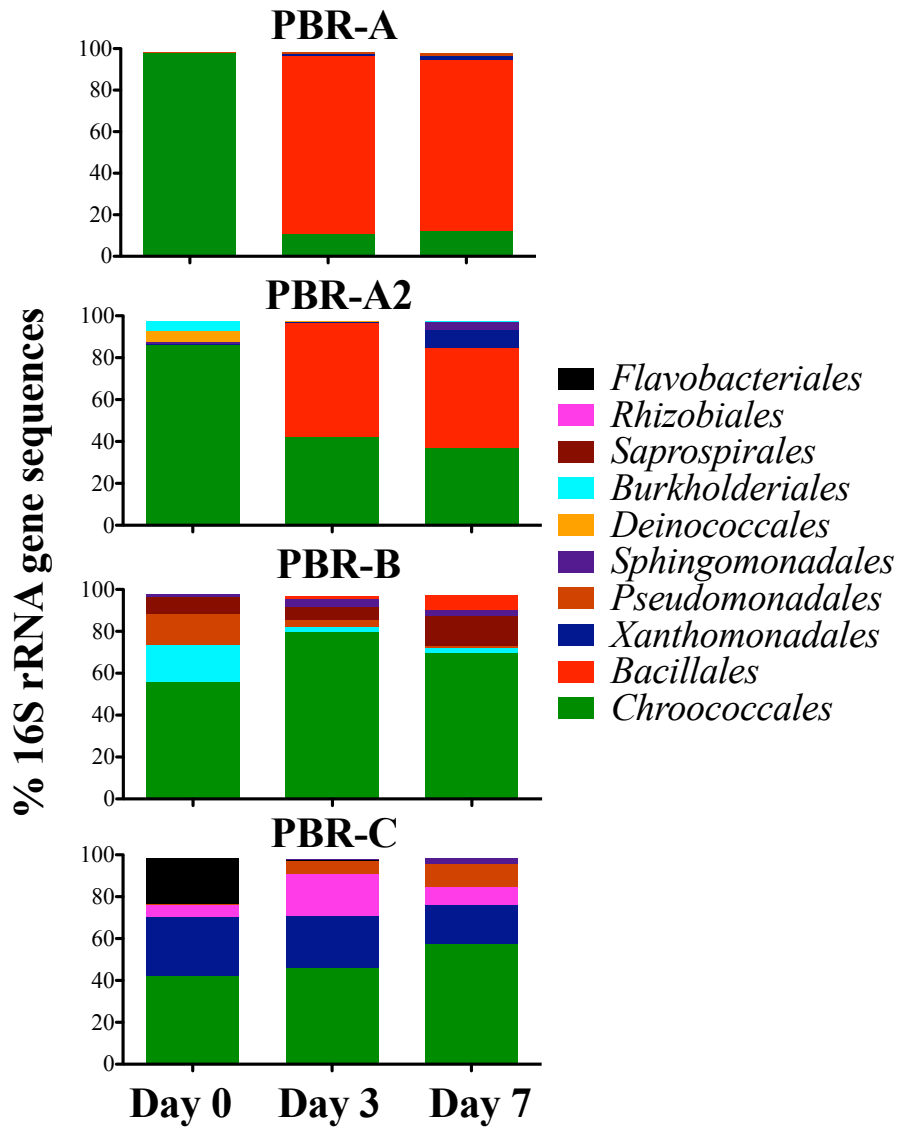 PBR-A
100
80
60
40
20
0
PBR-A2
100
80
60
40
20
0
PBR-B
100
80
60
40
20
0
PBR-C
100
80
60
40
20
0
Day 0 Day 3 Day 7
% 16S rRNA gene sequences
Flavobacteriales
Rhizobiales
Saprospirales
Burkholderiales
Deinococcales
Sphingomonadales
Pseudomonadales
Xanthomonadales
Bacillales
Chroococcales